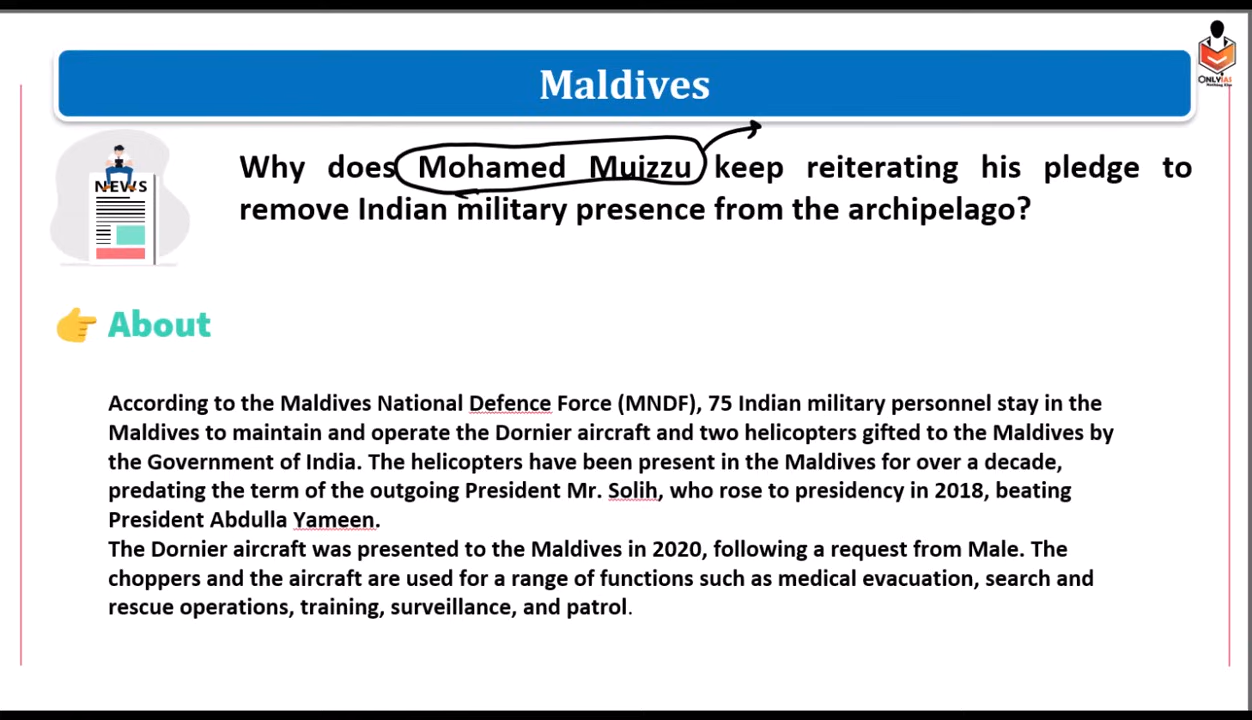 Maldives
ONLYIAS
Nothing Else
Why does Mohamed Muizzu keep reiterating his pledge to
remove Indian military presence from the archipelago?
NEWS
About
According to the Maldives National Defence Force (MNDF), 75 Indian military personnel stay in the
Maldives to maintain and operate the Dornier aircraft and two helicopters gifted to the Maldives by
the Government of India. The helicopters have been present in the Maldives for over a decade,
predating the term of the outgoing President Mr. Solih, who rose to presidency in 2018, beating
President Abdulla Yameen.
The Dornier aircraft was presented to the Maldives in 2020, following a request from Male. The
choppers and the aircraft are used for a range of functions such as medical evacuation, search and
rescue operations, training, surveillance, and patrol.